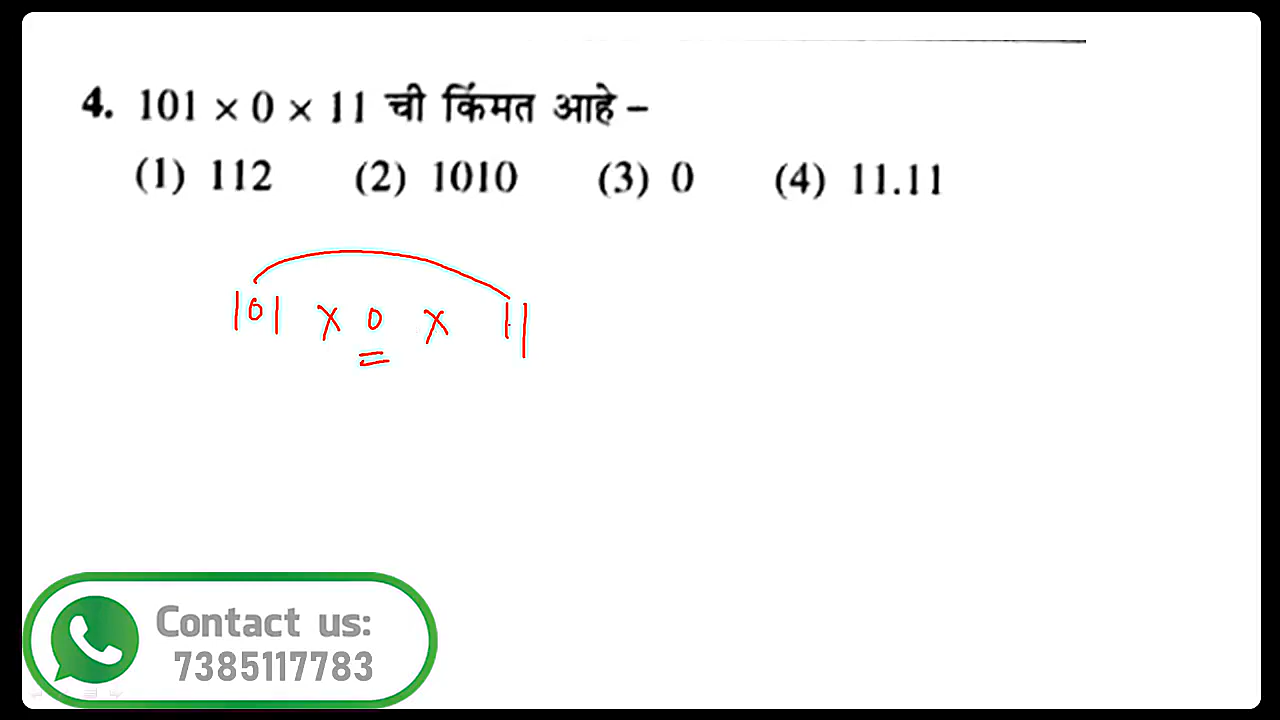 4. 101 × 0 × 11 ची किंमत आहे –
(1) 112 (2) 1010 (3) 0 (4) 11.11
101 × 0 × 11
Contact us:
7385117783